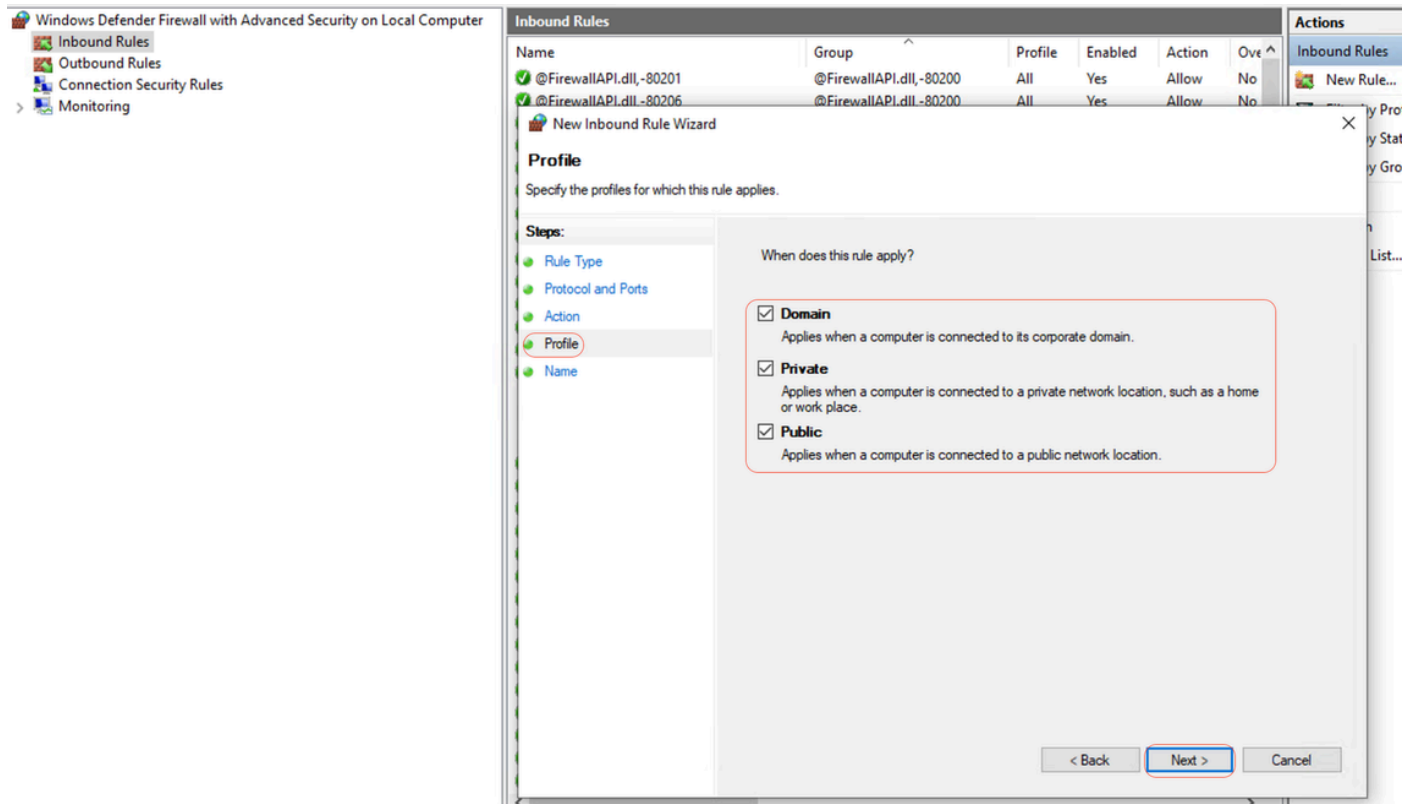 Windows Defender Firewall with Advanced Security on Local Computer
Inbound Rules
Outbound Rules
Connection Security Rules
Monitoring
Inbound Rules
Name Group Profile Enabled Action Ove
@FirewallAPI.dll,-80201 @FirewallAPI.dll,-80200 All Yes Allow No
@FirewallAPI.dll,-80206 @FirewallAPI.dll,-80200 All Yes Allow No
Actions
Inbound Rules
New Rule...
y Pro
y Stat
y Gro
List...
New Inbound Rule Wizard
Profile
Specify the profiles for which this rule applies.
Steps:
Rule Type
Protocol and Ports
Action
Profile
Name
When does this rule apply?
Domain
Applies when a computer is connected to its corporate domain.
Private
Applies when a computer is connected to a private network location, such as a home
or work place.
Public
Applies when a computer is connected to a public network location.
< Back Next > Cancel